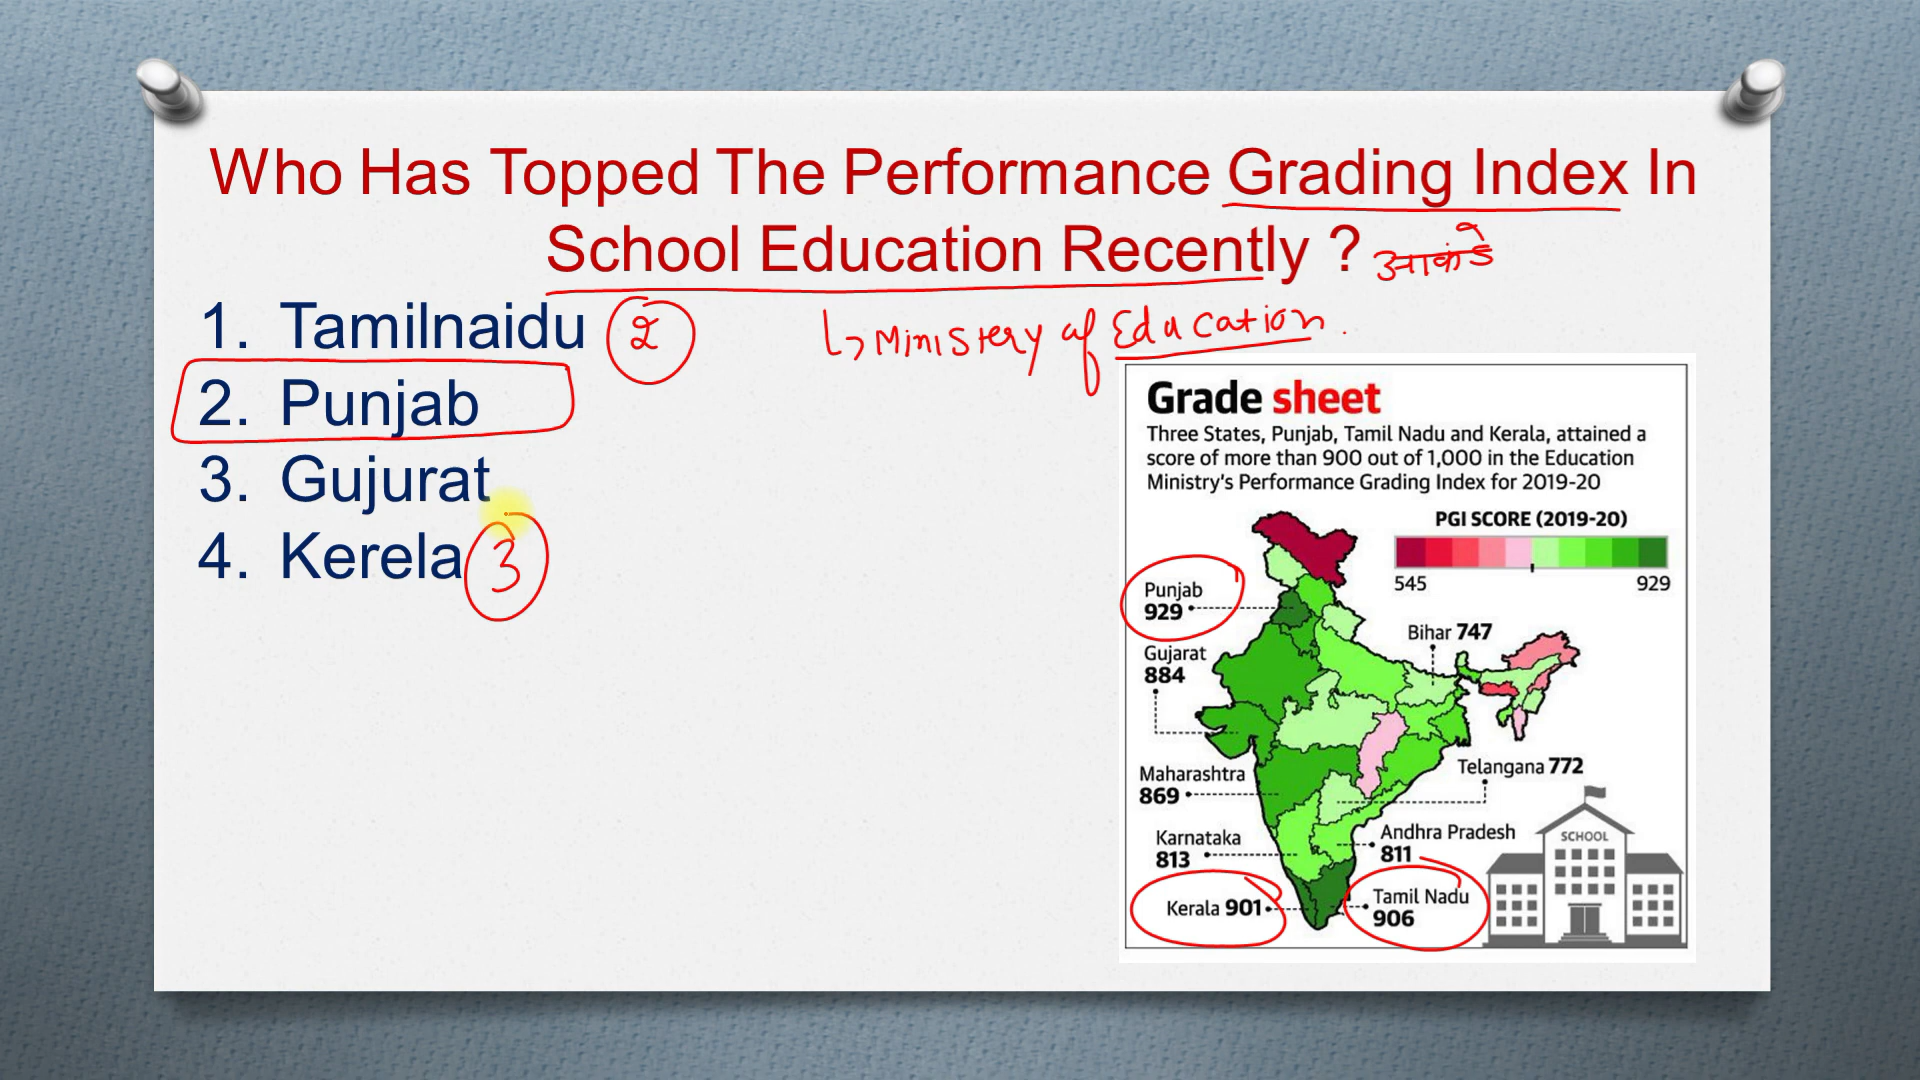 Who Has Topped The Performance Grading Index In
School Education Recently ?
आकंडे
1. Tamilnaidu 2
↳ Ministery of Education.
2. Punjab
3. Gujurat
4. Kerela 3
Grade sheet
Three States, Punjab, Tamil Nadu and Kerala, attained a
score of more than 900 out of 1,000 in the Education
Ministry's Performance Grading Index for 2019-20
PGI SCORE (2019-20)
545 929
Punjab
929
Bihar 747
Gujarat
884
Telangana 772
Maharashtra
869
Andhra Pradesh
811
Karnataka
813
SCHOOL
Kerala 901
Tamil Nadu
906